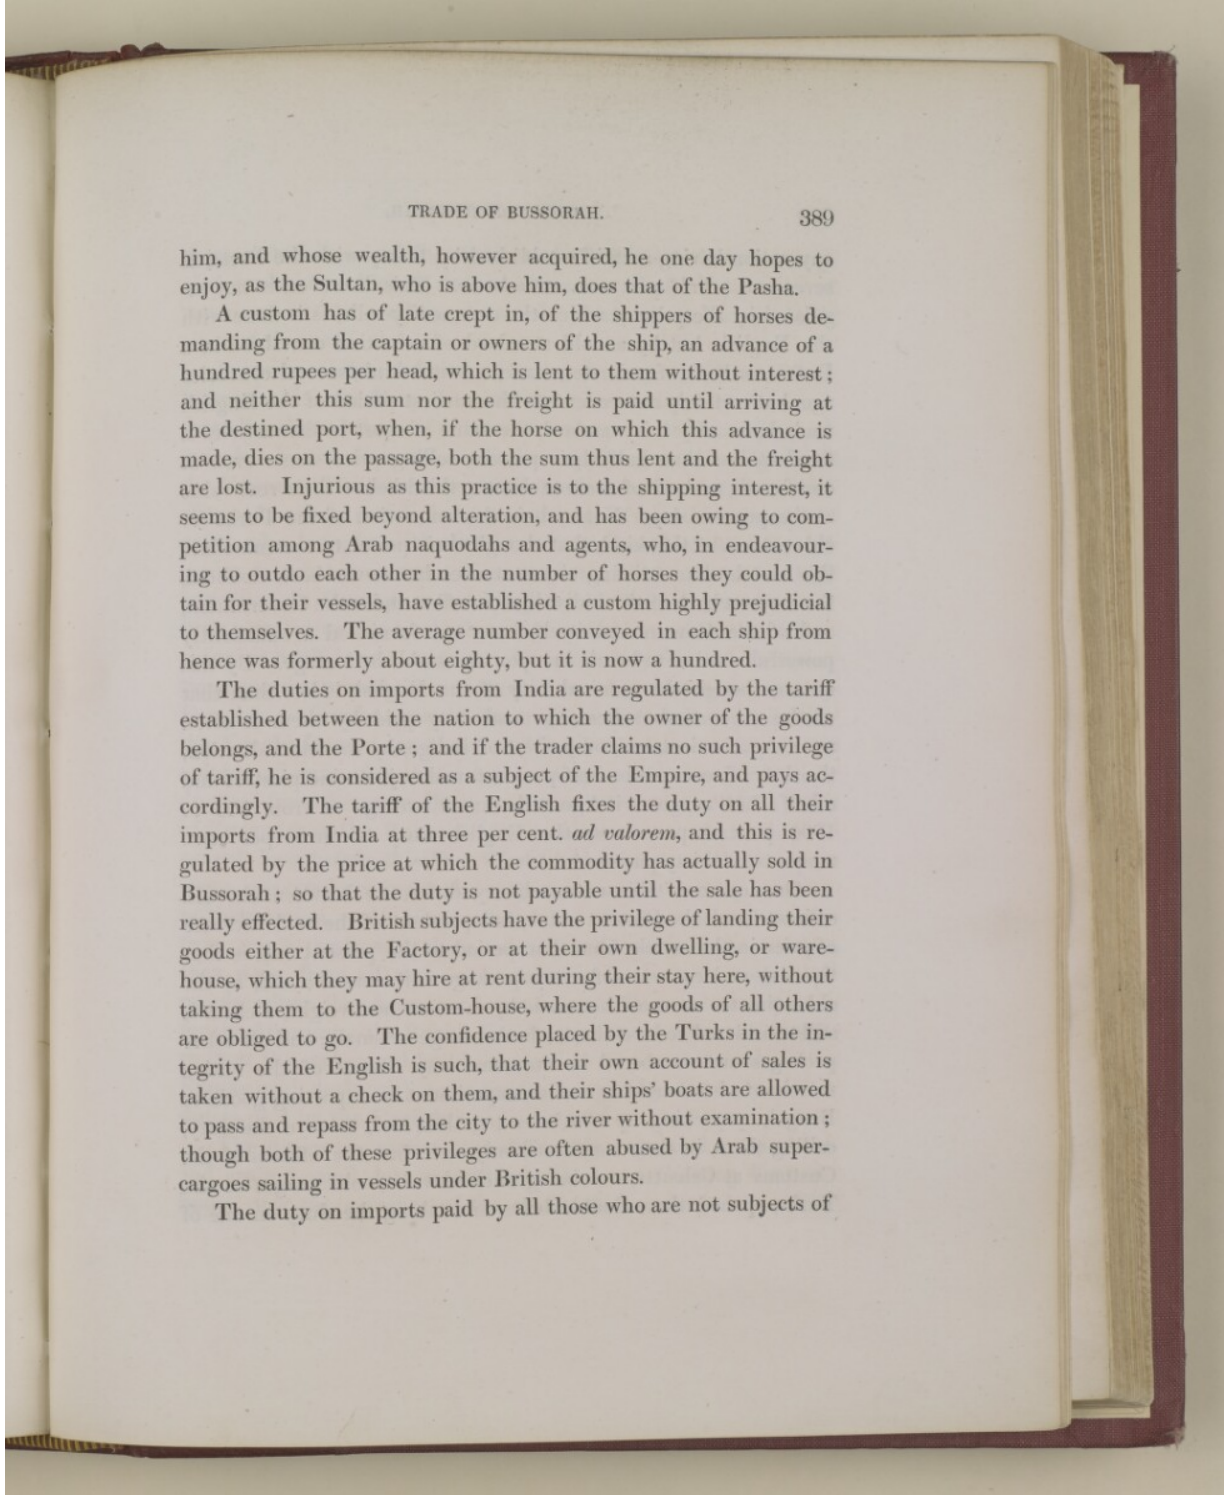 TRADE OF BUSSORAH. 389
him, and whose wealth, however acquired, he one day hopes to
enjoy, as the Sultan, who is above him, does that of the Pasha.
A custom has of late crept in, of the shippers of horses de-
manding from the captain or owners of the ship, an advance of a
hundred rupees per head, which is lent to them without interest ;
and neither this sum nor the freight is paid until arriving at
the destined port, when, if the horse on which this advance is
made, dies on the passage, both the sum thus lent and the freight
are lost. Injurious as this practice is to the shipping interest, it
seems to be fixed beyond alteration, and has been owing to com-
petition among Arab naquodahs and agents, who, in endeavour-
ing to outdo each other in the number of horses they could ob-
tain for their vessels, have established a custom highly prejudicial
to themselves. The average number conveyed in each ship from
hence was formerly about eighty, but it is now a hundred.
The duties on imports from India are regulated by the tariff
established between the nation to which the owner of the goods
belongs, and the Porte ; and if the trader claims no such privilege
of tariff, he is considered as a subject of the Empire, and pays ac-
cordingly. The tariff of the English fixes the duty on all their
imports from India at three per cent. ad valorem, and this is re-
gulated by the price at which the commodity has actually sold in
Bussorah ; so that the duty is not payable until the sale has been
really effected. British subjects have the privilege of landing their
goods either at the Factory, or at their own dwelling, or ware-
house, which they may hire at rent during their stay here, without
taking them to the Custom-house, where the goods of all others
are obliged to go. The confidence placed by the Turks in the in-
tegrity of the English is such, that their own account of sales is
taken without a check on them, and their ships' boats are allowed
to pass and repass from the city to the river without examination ;
though both of these privileges are often abused by Arab super-
cargoes sailing in vessels under British colours.
The duty on imports paid by all those who are not subjects of